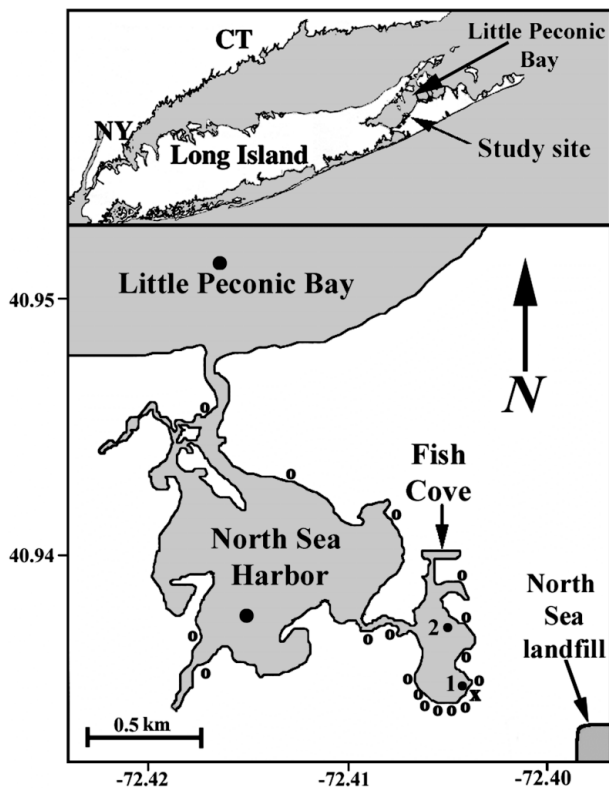 CT
Little Peconic
Bay
NY
Long Island
Study site
Little Peconic Bay
40.95
N
Fish
Cove
40.94
North Sea
Harbor
North
Sea
landfill
2
1
x
0.5 km
-72.42
-72.41
-72.40